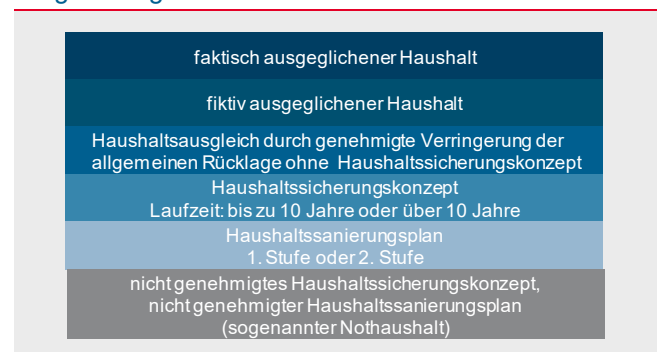 faktisch ausgeglichener Haushalt
fiktiv ausgeglichener Haushalt
Haushaltsausgleich durch genehmigte Verringerung der
allgemeinen Rücklage ohne Haushaltssicherungskonzept
Haushaltssicherungskonzept
Laufzeit: bis zu 10 Jahre oder über 10 Jahre
Haushaltssanierungsplan
1. Stufe oder 2. Stufe
nicht genehmigtes Haushaltssicherungskonzept,
nicht genehmigter Haushaltssanierungsplan
(sogenannter Nothaushalt)